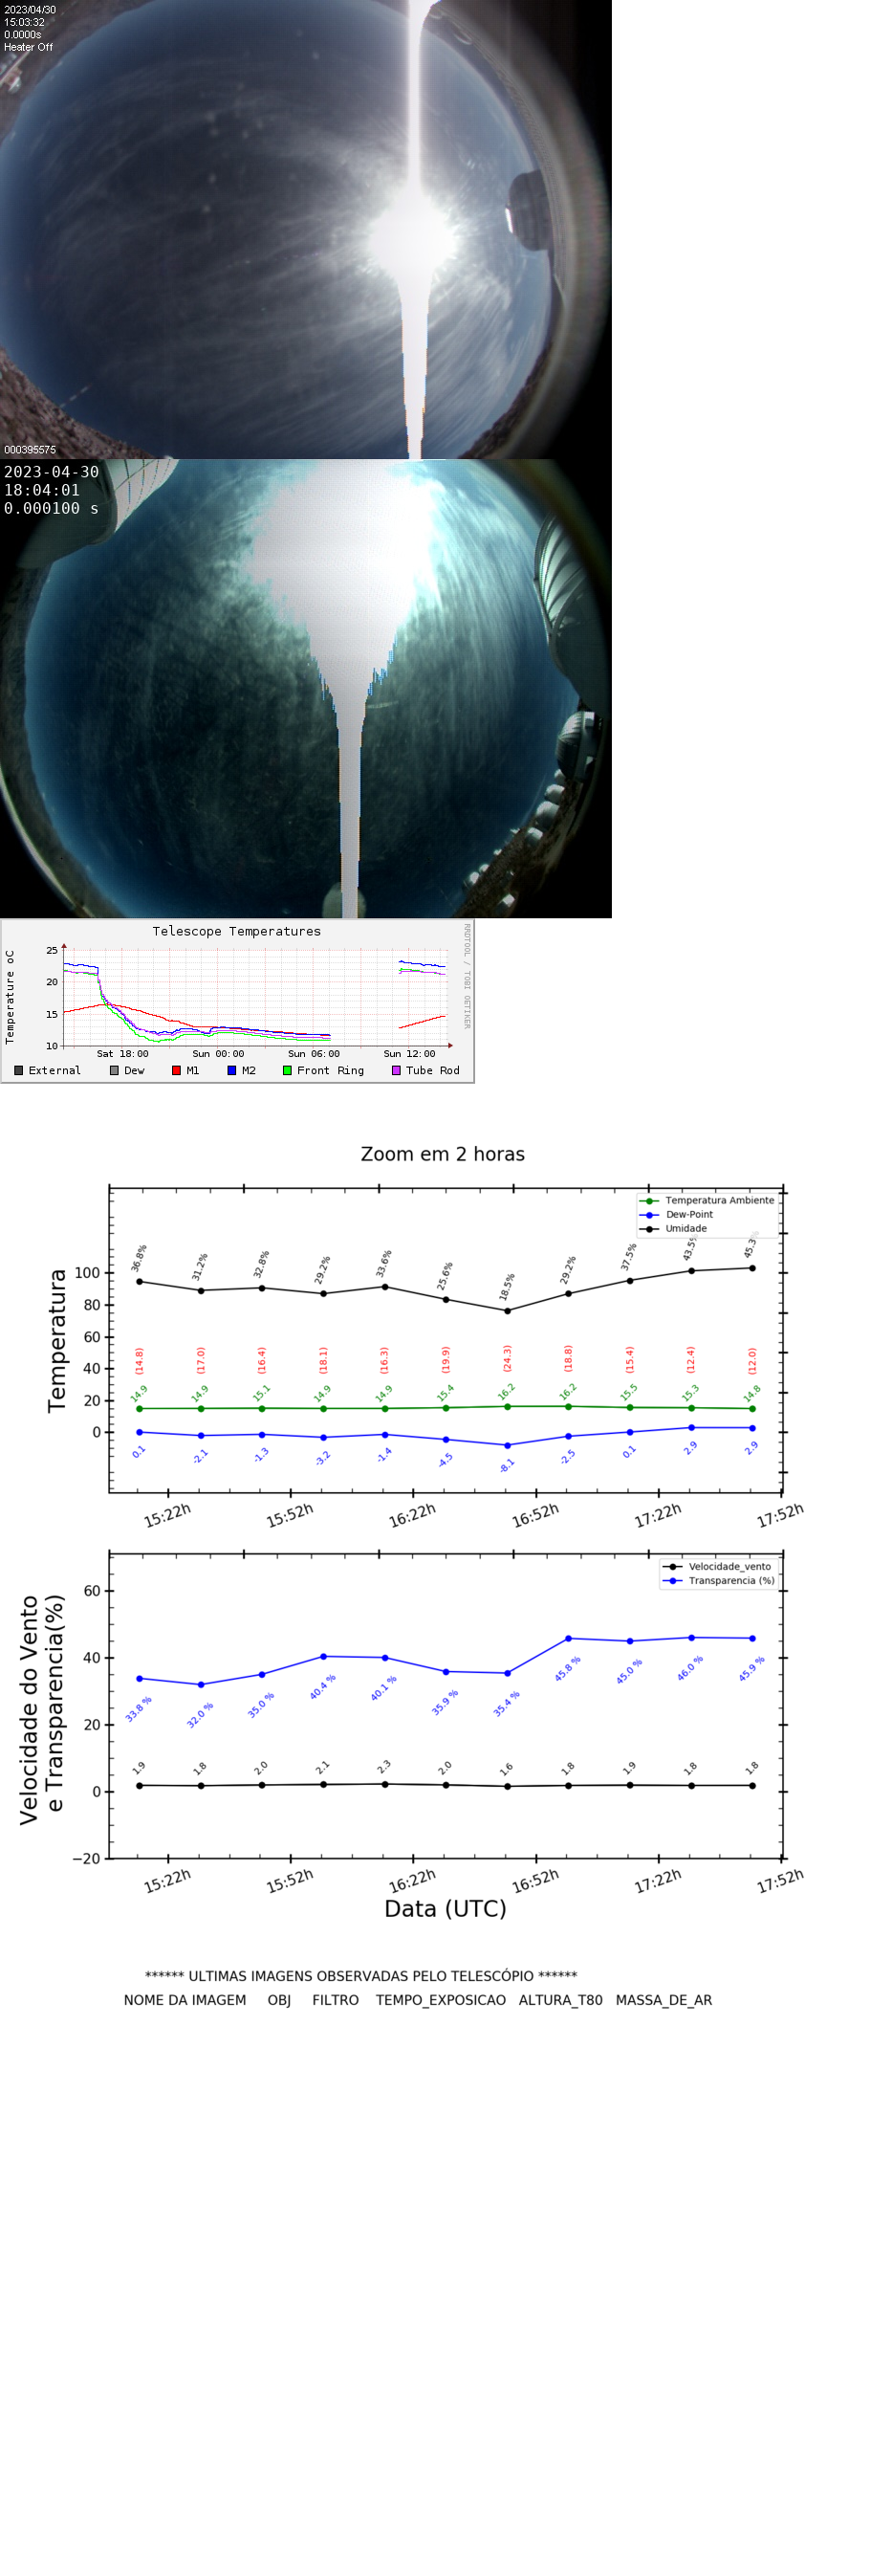 2023/04/30
15:03:32
0.0000s
Heater Off
000395575
2023-04-30
18:04:01
0.000100 s
Telescope Temperatures
RRDTOOL / TOBI OETIKER
Temperature oC
25
20
15
10
Sat 18:00 Sun 00:00 Sun 06:00 Sun 12:00
External Dew M1 M2 Front Ring Tube Rod
Zoom em 2 horas
Temperatura Ambiente
Dew-Point
Umidade
Temperatura
100
80
60
40
20
0
36.8% 31.2% 32.8% 29.2% 33.6% 25.6% 18.5% 29.2% 37.5% 43.5% 45.3%
(14.8) (17.0) (16.4) (18.1) (16.3) (19.9) (24.3) (18.8) (15.4) (12.4) (12.0)
14.9 14.9 15.1 14.9 14.9 15.4 16.2 16.2 15.5 15.3 14.8
0.1 -2.1 -1.3 -3.2 -1.4 -4.5 -8.1 -2.5 0.1 2.9 2.9
15:22h 15:52h 16:22h 16:52h 17:22h 17:52h
Velocidade_vento
Transparencia (%)
Velocidade do Vento
e Transparencia(%)
60
40
20
0
−20
33.8 % 32.0 % 35.0 % 40.4 % 40.1 % 35.9 % 35.4 % 45.8 % 45.0 % 46.0 % 45.9 %
1.9 1.8 2.0 2.1 2.3 2.0 1.6 1.8 1.9 1.8 1.8
15:22h 15:52h 16:22h 16:52h 17:22h 17:52h
Data (UTC)
****** ULTIMAS IMAGENS OBSERVADAS PELO TELESCÓPIO ******
NOME DA IMAGEM OBJ FILTRO TEMPO_EXPOSICAO ALTURA_T80 MASSA_DE_AR